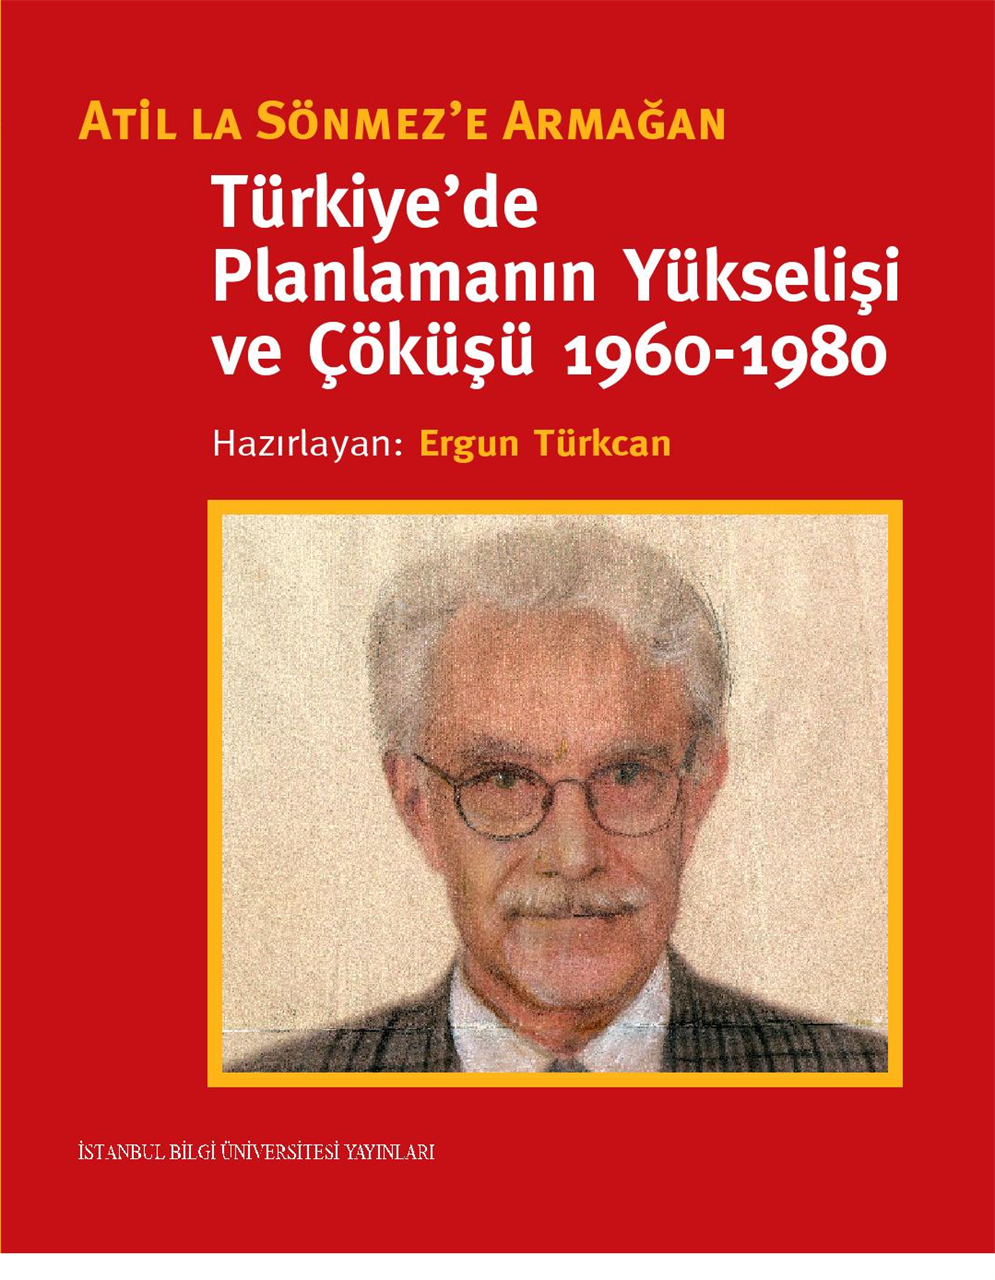 ATİL LA SÖNMEZ'E ARMAĞAN
Türkiye'de
Planlamanın Yükselişi
ve Çöküşü 1960-1980
Hazırlayan: Ergun Türkcan
İSTANBUL BİLGİ ÜNİVERSİTESİ YAYINLARI